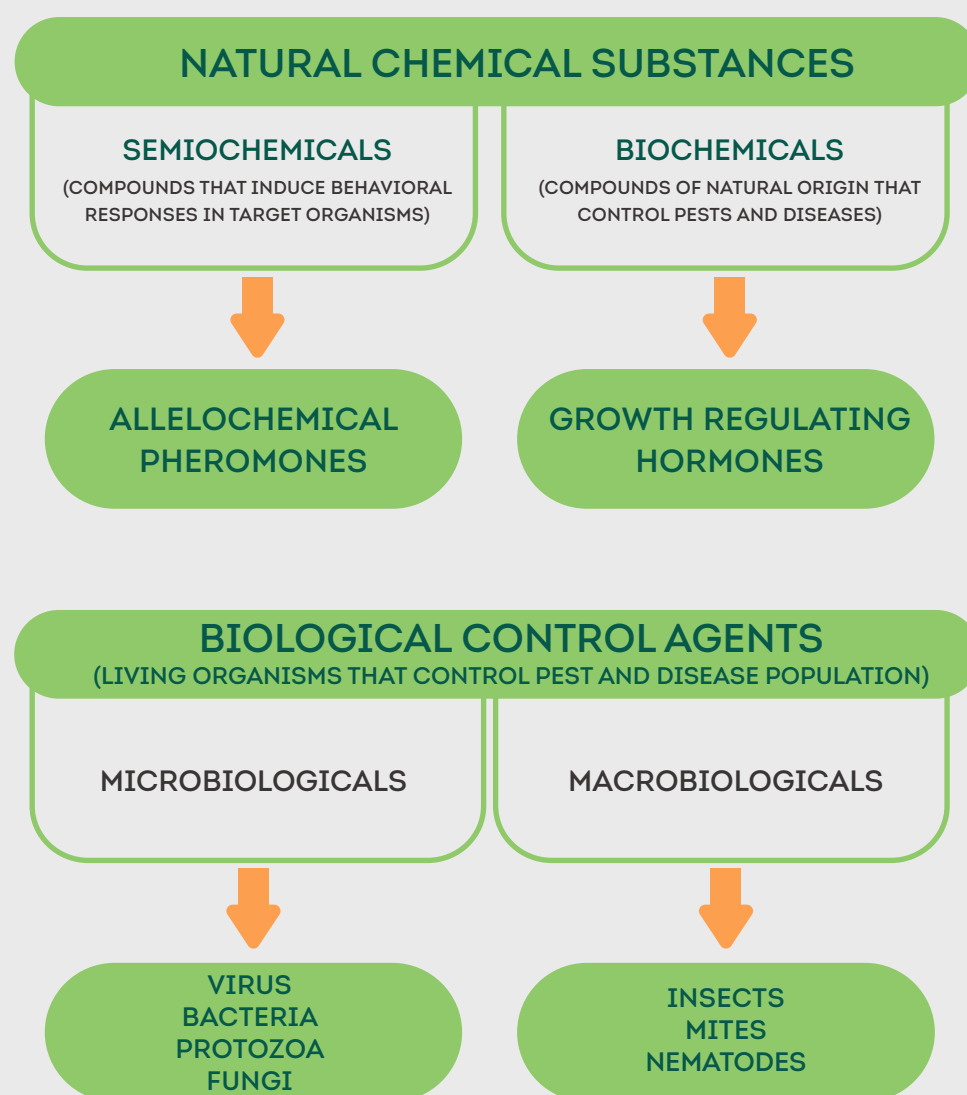 NATURAL CHEMICAL SUBSTANCES
SEMIOCHEMICALS
(COMPOUNDS THAT INDUCE BEHAVIORAL
RESPONSES IN TARGET ORGANISMS)
BIOCHEMICALS
(COMPOUNDS OF NATURAL ORIGIN THAT
CONTROL PESTS AND DISEASES)
ALLELOCHEMICAL
PHEROMONES
GROWTH REGULATING
HORMONES
BIOLOGICAL CONTROL AGENTS
(LIVING ORGANISMS THAT CONTROL PEST AND DISEASE POPULATION)
MICROBIOLOGICALS
MACROBIOLOGICALS
VIRUS
BACTERIA
PROTOZOA
FUNGI
INSECTS
MITES
NEMATODES